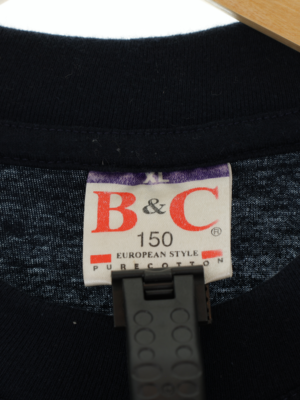 XL
B & C ®
150
EUROPEAN STYLE
PURE COTTON